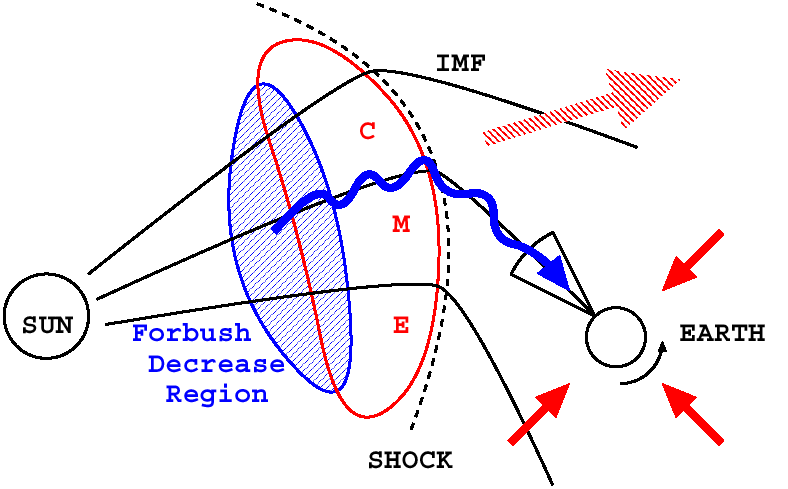 IMF
C
M
SUN
Forbush
Decrease
Region
E
EARTH
SHOCK